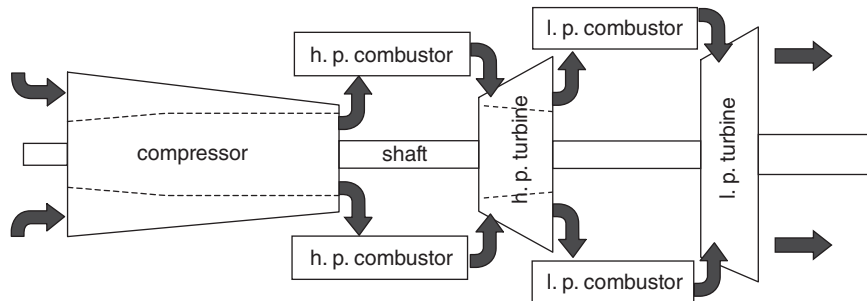 l. p. combustor
h. p. combustor
compressor
shaft
h. p. turbine
l. p. turbine
h. p. combustor
l. p. combustor